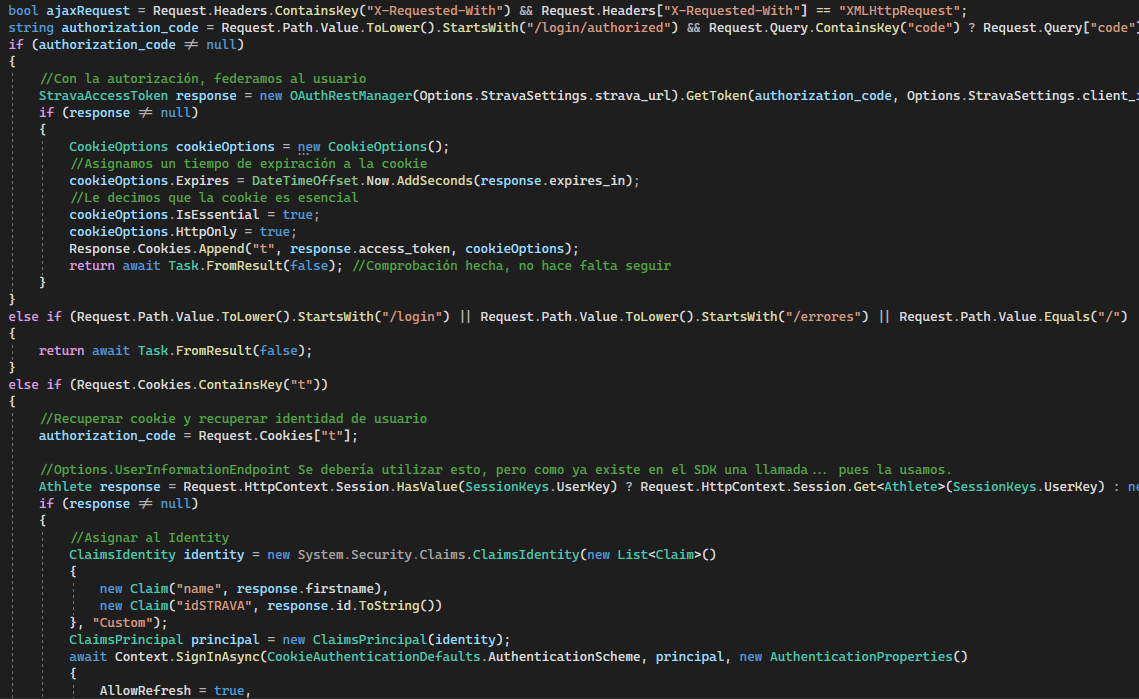 bool ajaxRequest = Request.Headers.ContainsKey("X-Requested-With") && Request.Headers["X-Requested-With"] == "XMLHttpRequest";
string authorization_code = Request.Path.Value.ToLower().StartsWith("/login/authorized") && Request.Query.ContainsKey("code") ? Request.Query["code"]
if (authorization_code != null)
{
//Con la autorización, federamos al usuario
StravaAccessToken response = new OAuthRestManager(Options.StravaSettings.strava_url).GetToken(authorization_code, Options.StravaSettings.client_i
if (response != null)
{
CookieOptions cookieOptions = new CookieOptions();
//Asignamos un tiempo de expiración a la cookie
cookieOptions.Expires = DateTimeOffset.Now.AddSeconds(response.expires_in);
//Le decimos que la cookie es esencial
cookieOptions.IsEssential = true;
cookieOptions.HttpOnly = true;
Response.Cookies.Append("t", response.access_token, cookieOptions);
return await Task.FromResult(false); //Comprobación hecha, no hace falta seguir
}
}
else if (Request.Path.Value.ToLower().StartsWith("/login") || Request.Path.Value.ToLower().StartsWith("/errores") || Request.Path.Value.Equals("/")
{
return await Task.FromResult(false);
}
else if (Request.Cookies.ContainsKey("t"))
{
//Recuperar cookie y recuperar identidad de usuario
authorization_code = Request.Cookies["t"];
//Options.UserInformationEndpoint Se debería utilizar esto, pero como ya existe en el SDK una llamada... pues la usamos.
Athlete response = Request.HttpContext.Session.HasValue(SessionKeys.UserKey) ? Request.HttpContext.Session.Get<Athlete>(SessionKeys.UserKey) : ne
if (response != null)
{
//Asignar al Identity
ClaimsIdentity identity = new System.Security.Claims.ClaimsIdentity(new List<Claim>()
{
new Claim("name", response.firstname),
new Claim("idSTRAVA", response.id.ToString())
}, "Custom");
ClaimsPrincipal principal = new ClaimsPrincipal(identity);
await Context.SignInAsync(CookieAuthenticationDefaults.AuthenticationScheme, principal, new AuthenticationProperties()
{
AllowRefresh = true,